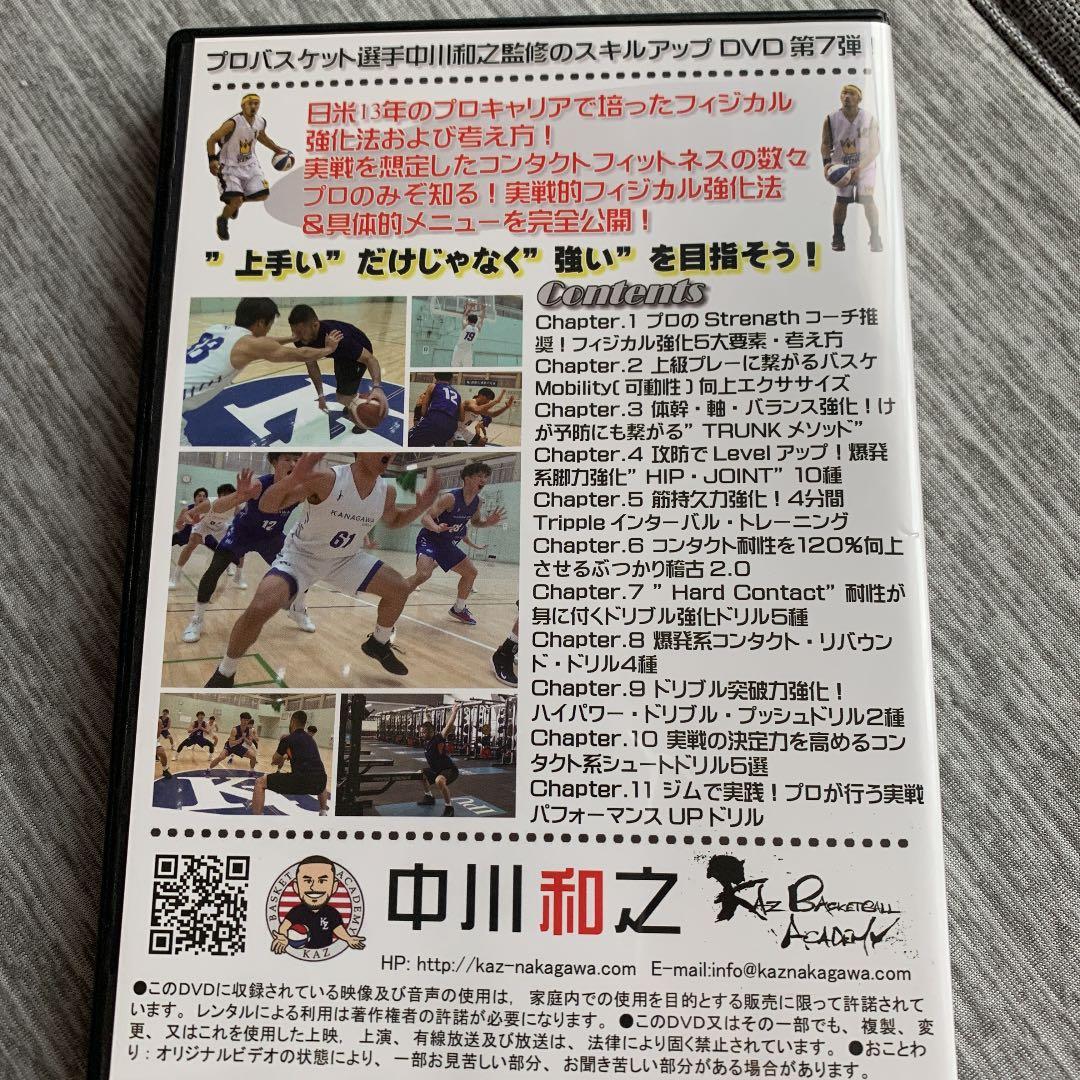 プロバスケット選手中川和之監修のスキルアップDVD 第7弾！
日米13年のプロキャリアで培ったフィジカル
強化法および考え方！
実戦を想定したコンタクトフィットネスの数々
プロのみぞ知る！実戦的フィジカル強化法
&具体的メニューを完全公開！
”上手い”だけじゃなく”強い”を目指そう！
Contents
Chapter.1 プロの Strength コーチ推
奨！フィジカル強化5大要素・考え方
Chapter.2 上級プレーに繋がるバスケ
Mobility(可動性)向上エクササイズ
Chapter.3 体幹・軸・バランス強化！け
が予防にも繋がる”TRUNKメソッド”
Chapter.4 攻防で Level アップ！爆発
系脚力強化”HIP・JOINT”10種
Chapter.5 筋持久力強化！4分間
Tripple インターバル・トレーニング
Chapter.6 コンタクト耐性を120%向上
させるぶつかり稽古 2.0
Chapter.7 ”Hard Contact”耐性が
身に付くドリブル強化ドリル5種
Chapter.8 爆発系コンタクト・リバウン
ド・ドリル4種
Chapter.9 ドリブル突破力強化！
ハイパワー・ドリブル・プッシュドリル2種
Chapter.10 実戦の決定力を高めるコン
タクト系シュートドリル5選
Chapter.11 ジムで実践！プロが行う実戦
パフォーマンス UPドリル
19
12
12
KANAGAWA
61
BASKET ACADEMY
KAZ
中川和之
KAZ BASKETBALL
ACADEMY
HP: http://kaz-nakagawa.com E-mail:info@kaznakagawa.com
●このDVDに収録されている映像及び音声の使用は、家庭内での使用を目的とする販売に限って許諾されて
います。レンタルによる利用は著作権者の許諾が必要になります。●このDVD又はその一部でも、複製、変
更、又はこれを使用した上映、上演、有線放送及び放送は、法律により固く禁止されています。●おことわ
り：オリジナルビデオの状態により、一部お見苦しい部分、お聞き苦しい部分がある場合があります。